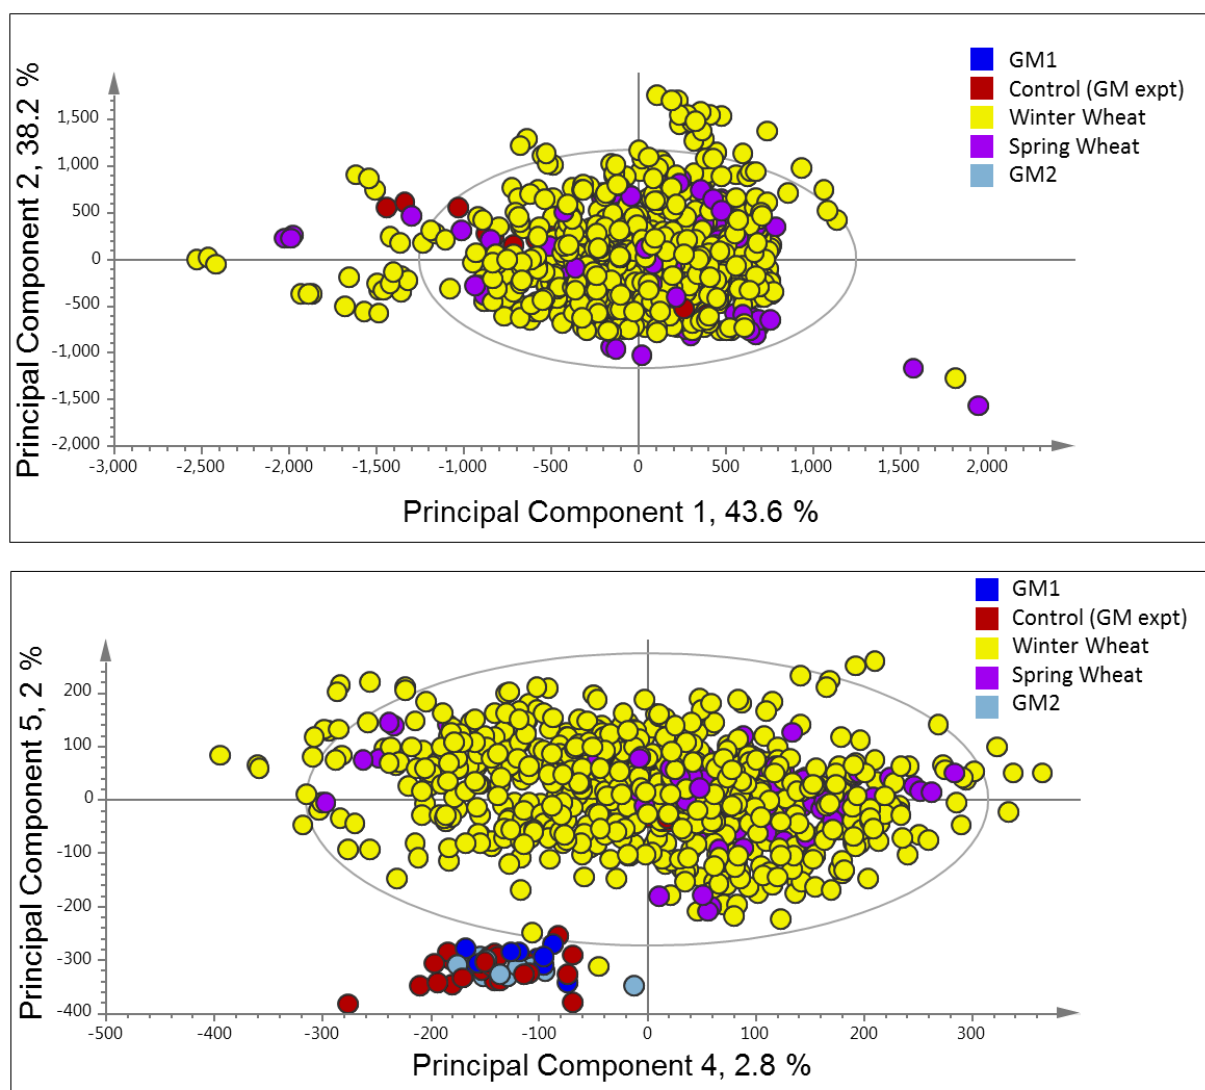 GM1
Control (GM expt)
Winter Wheat
Spring Wheat
GM2
Principal Component 2, 38.2 %
1,500
1,000
500
0
-500
-1,000
-1,500
-2,000
-3,000 -2,500 -2,000 -1,500 -1,000 -500 0 500 1,000 1,500 2,000
Principal Component 1, 43.6 %
GM1
Control (GM expt)
Winter Wheat
Spring Wheat
GM2
Principal Component 5, 2 %
200
100
0
-100
-200
-300
-400
-500 -400 -300 -200 -100 0 100 200 300
Principal Component 4, 2.8 %